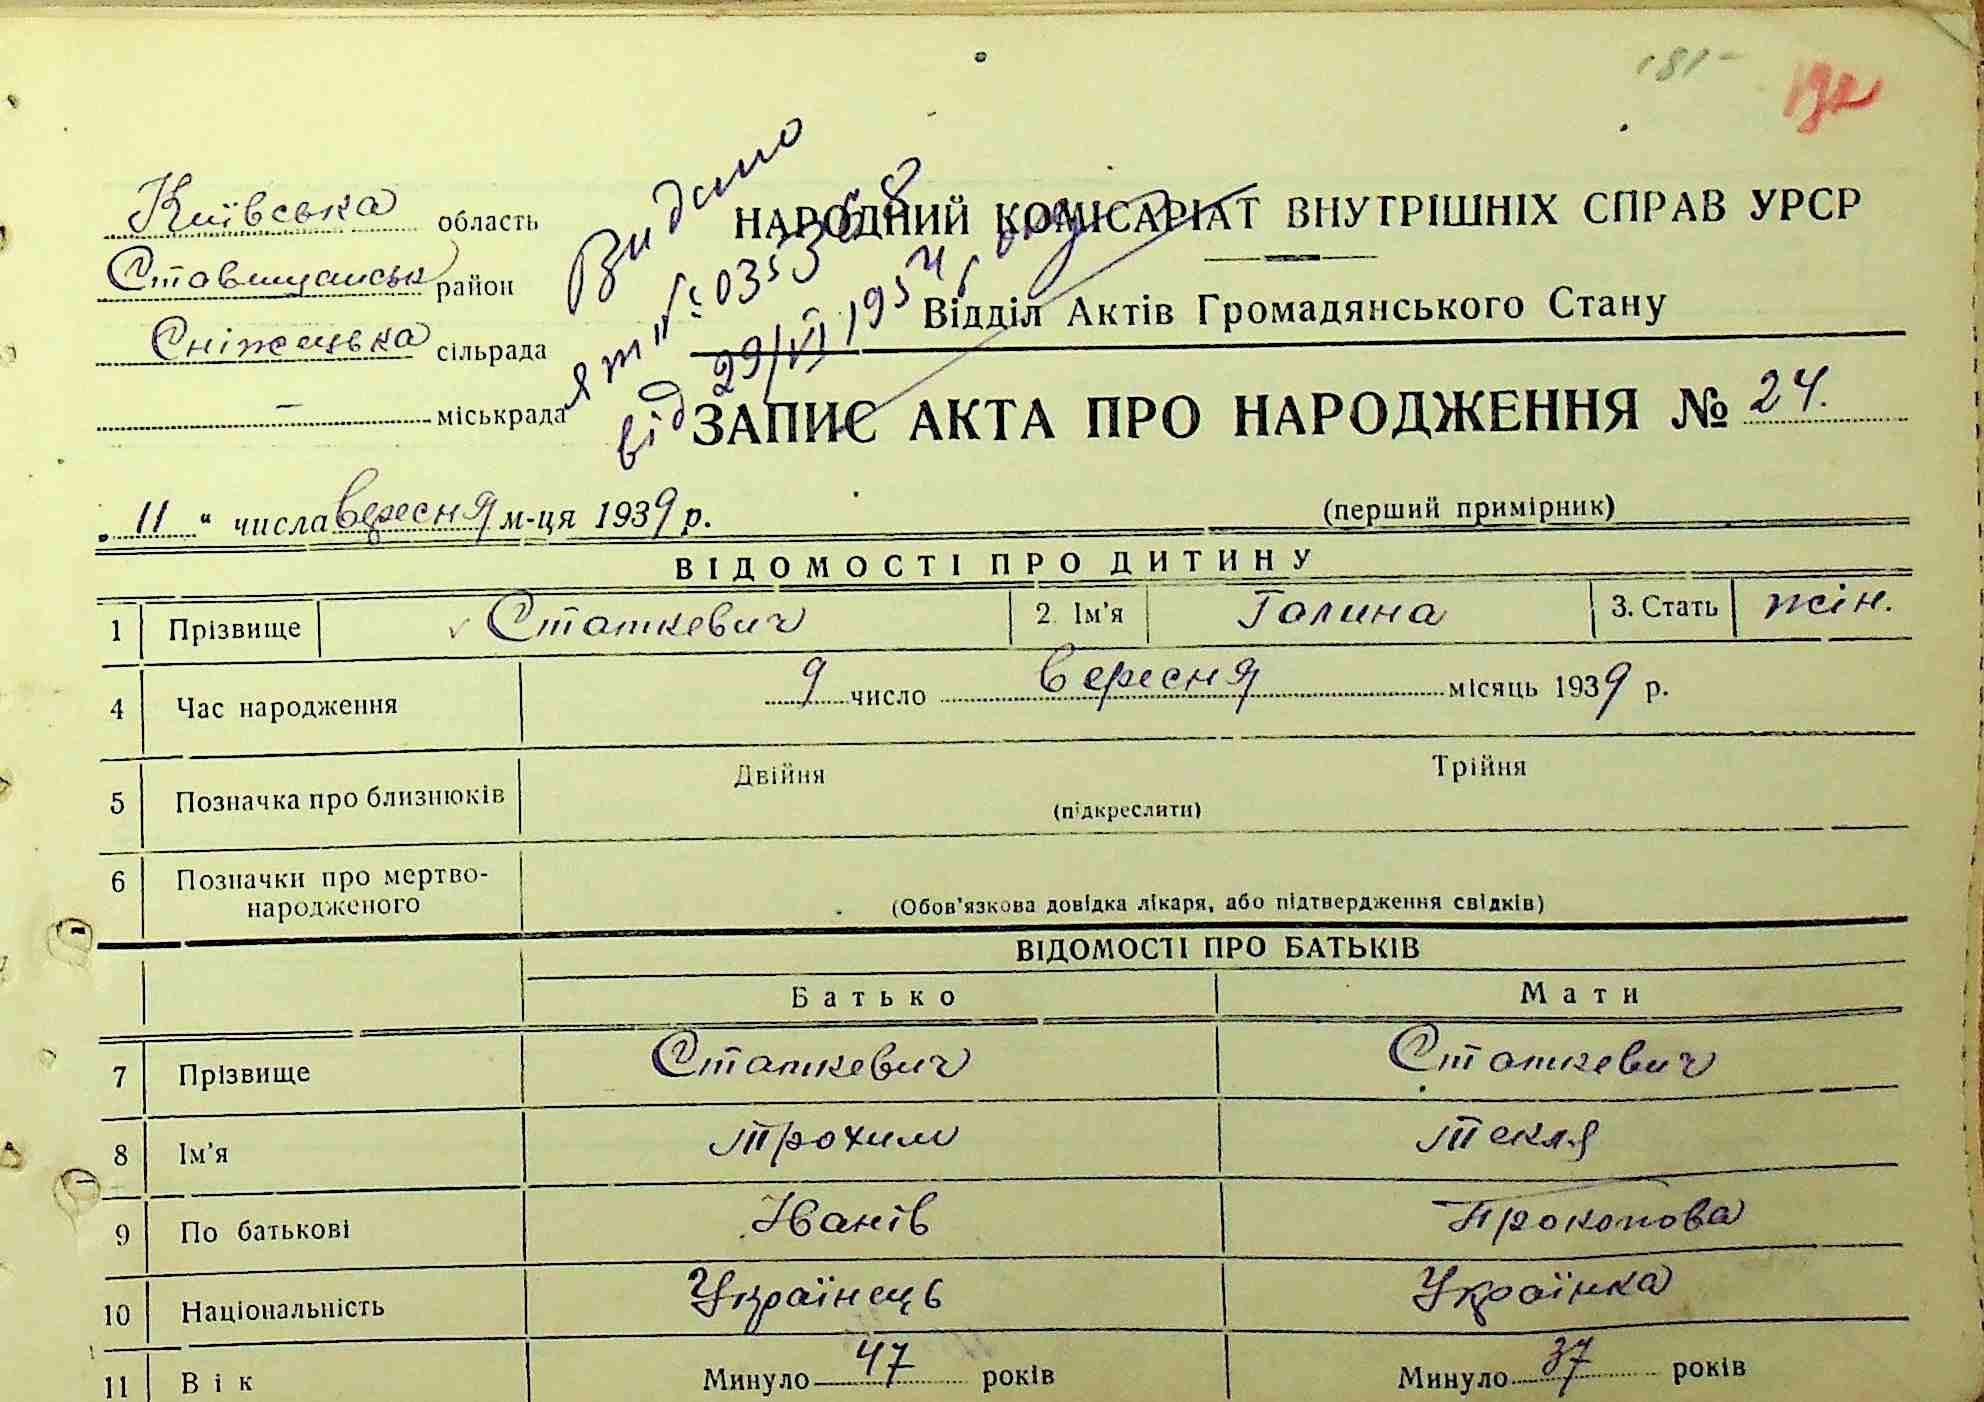 181-
192
Київська область
Ставищанськ район
Сніжецька сільрада
— міськрада
Видано
ят № 035368
від 29/VI 1954 р
НАРОДНИЙ КОМІСАРІАТ ВНУТРІШНІХ СПРАВ УРСР
Відділ Актів Громадянського Стану
ЗАПИС АКТА ПРО НАРОДЖЕННЯ № 24.
„ 11 “ числа вересня м-ця 1939 р.
(перший примірник)
ВІДОМОСТІ ПРО ДИТИНУ
1 Прізвище Статкевич 2. Ім'я Галина 3. Стать жін.
4 Час народження 9 число вересня місяць 1939 р.
5 Позначка про близнюків Двійня Трійня
(підкреслити)
6 Позначки про мертво-
народженого
(Обов'язкова довідка лікаря, або підтвердження свідків)
ВІДОМОСТІ ПРО БАТЬКІВ
Батько Мати
7 Прізвище Статкевич Статкевич
8 Ім'я Трохим Текля
9 По батькові Іванів Прокопова
10 Національність Українець Українка
11 Вік Минуло 47 років Минуло 37 років